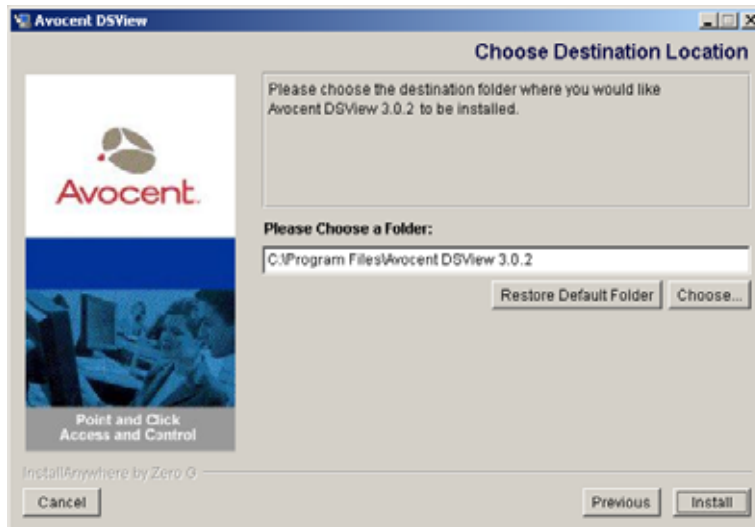 Avocent DSView
Choose Destination Location
Please choose the destination folder where you would like
Avocent DSView 3.0.2 to be installed.
Avocent.
Please Choose a Folder:
C:\Program Files\Avocent DSView 3.0.2
Restore Default Folder
Choose...
Point and Click
Access and Control
InstallAnywhere by Zero G
Cancel
Previous
Install